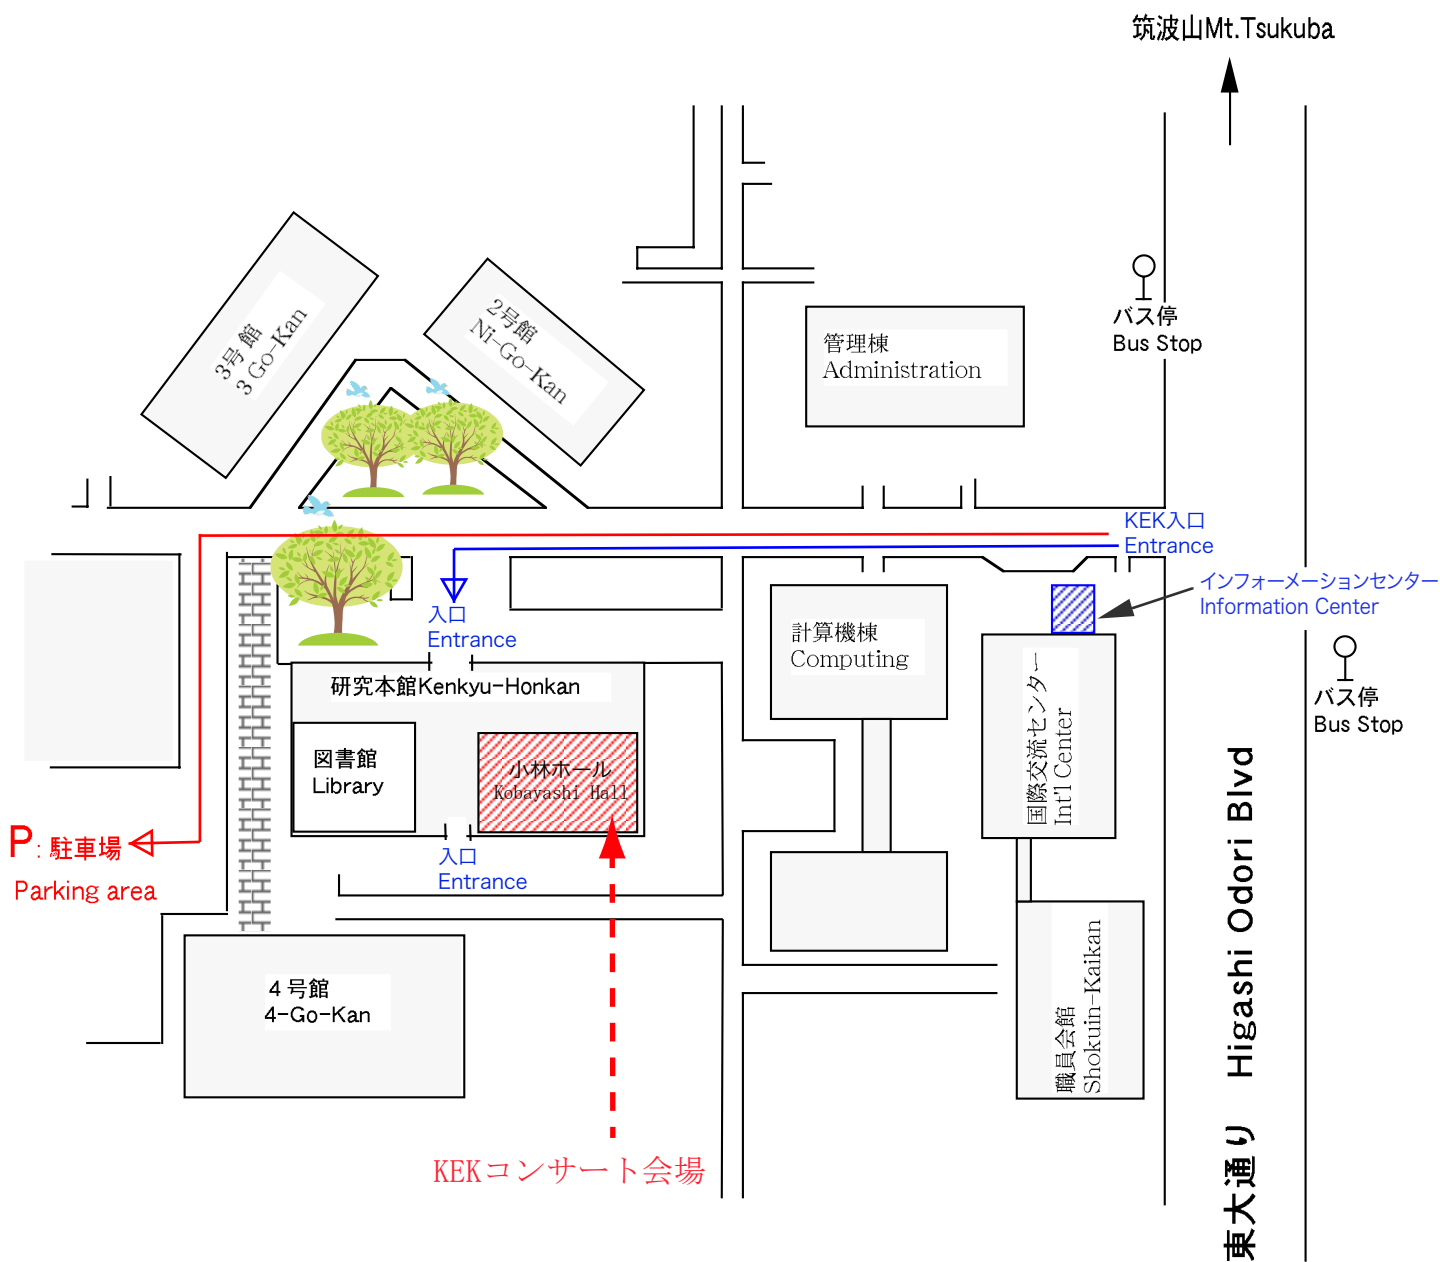 筑波山Mt.Tsukuba
バス停
Bus Stop
3号 館
3 Go-Kan
2号館
Ni-Go-Kan
管理棟
Administration
KEK入口
Entrance
インフォーメーションセンター
Information Center
入口
Entrance
計算機棟
Computing
研究本館Kenkyu-Honkan
図書館
Library
小林ホール
Kobayashi Hall
国際交流センター
Int'l Center
バス停
Bus Stop
P: 駐車場
Parking area
入口
Entrance
4 号館
4-Go-Kan
職員会館
Shokuin-Kaikan
東大通り Higashi Odori Blvd
KEKコンサート会場